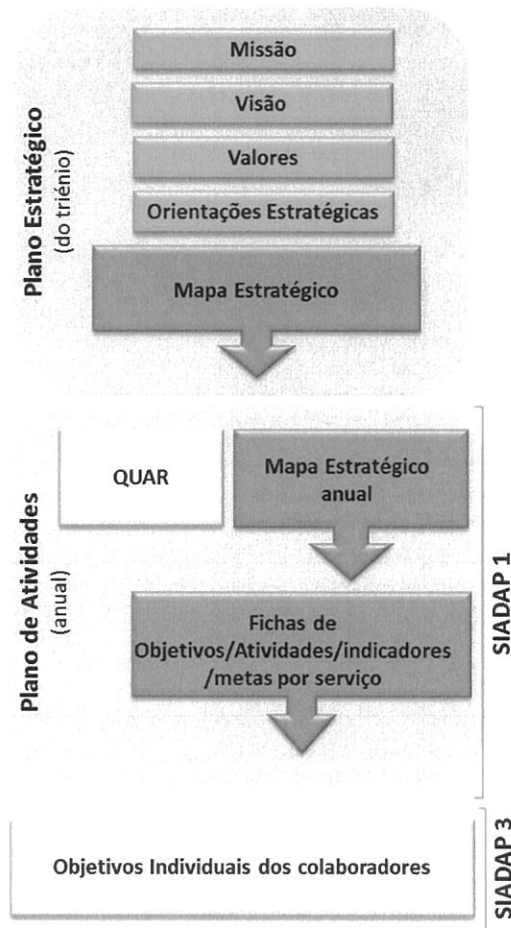 Plano Estratégico
(do triénio)
Missão
Visão
Valores
Orientações Estratégicas
Mapa Estratégico
Plano de Atividades
(anual)
QUAR
Mapa Estratégico
anual
Fichas de
Objetivos/Atividades/indicadores
/metas por serviço
SIADAP 1
Objetivos Individuais dos colaboradores
SIADAP 3